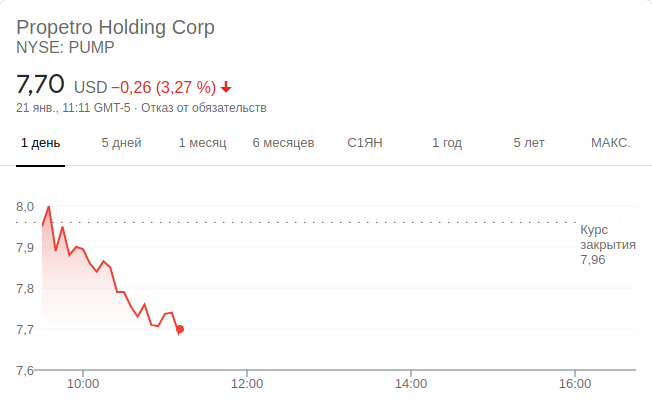 Propetro Holding Corp
NYSE: PUMP
7,70 USD −0,26 (3,27 %)
21 янв., 11:11 GMT-5 · Отказ от обязательств
1 день 5 дней 1 месяц 6 месяцев С1ЯН 1 год 5 лет МАКС.
8,0
Курс
закрытия
7,96
7,9
7,8
7,7
7,6
10:00 12:00 14:00 16:00